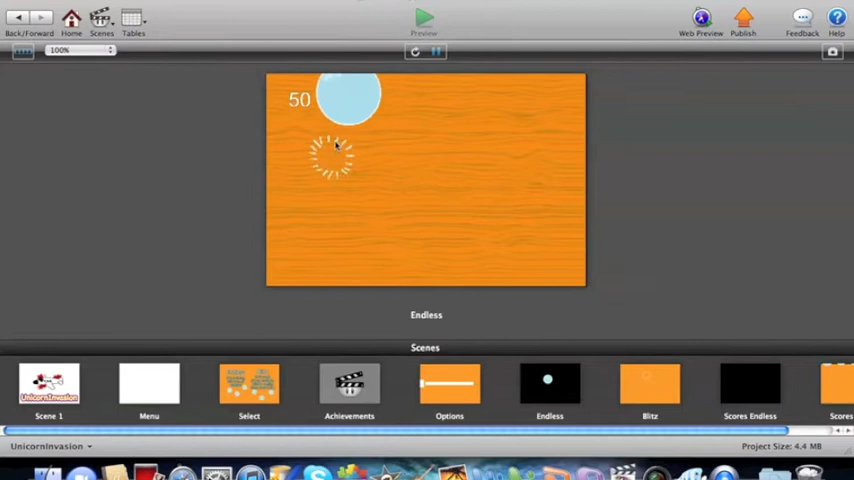 Back/Forward Home Scenes Tables Preview Web Preview Publish Feedback Help
100%
50
Endless
Scenes
UnicornInvasion
Scene 1 Menu Select Achievements Options Endless Blitz Scores Endless Scores
UnicornInvasion Project Size: 4.4 MB